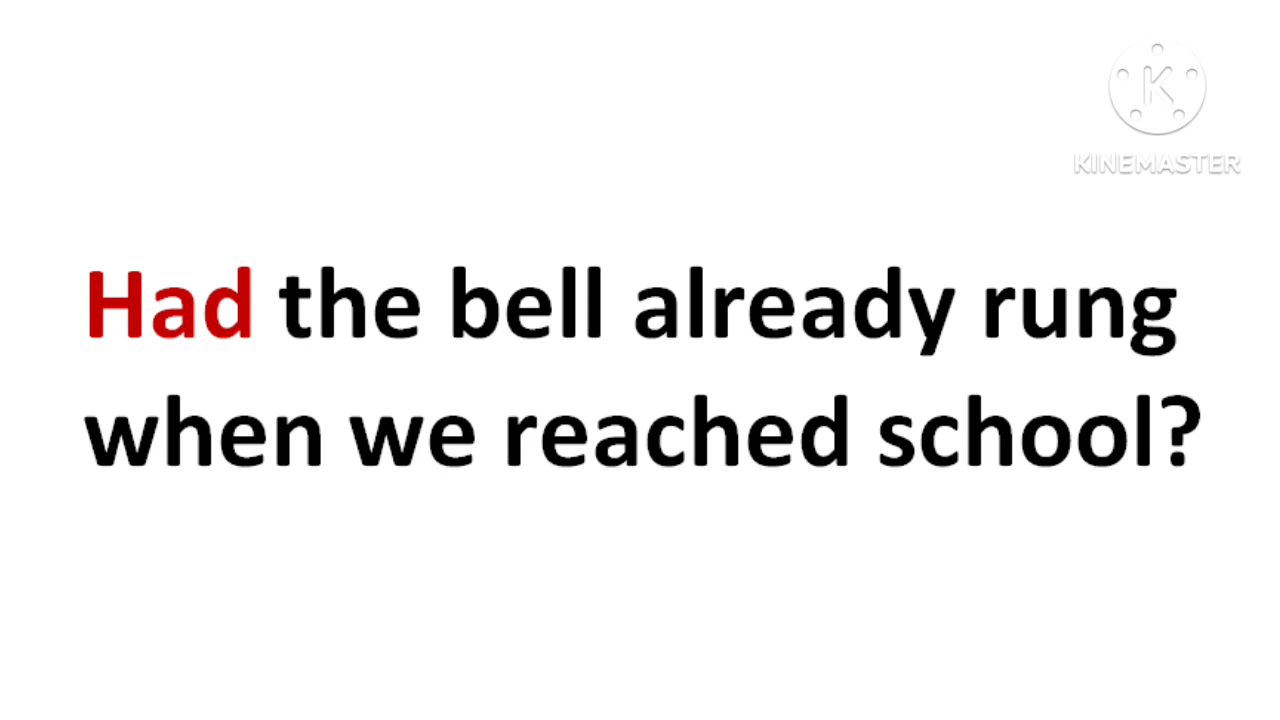 K
KINEMASTER
Had the bell already rung
when we reached school?